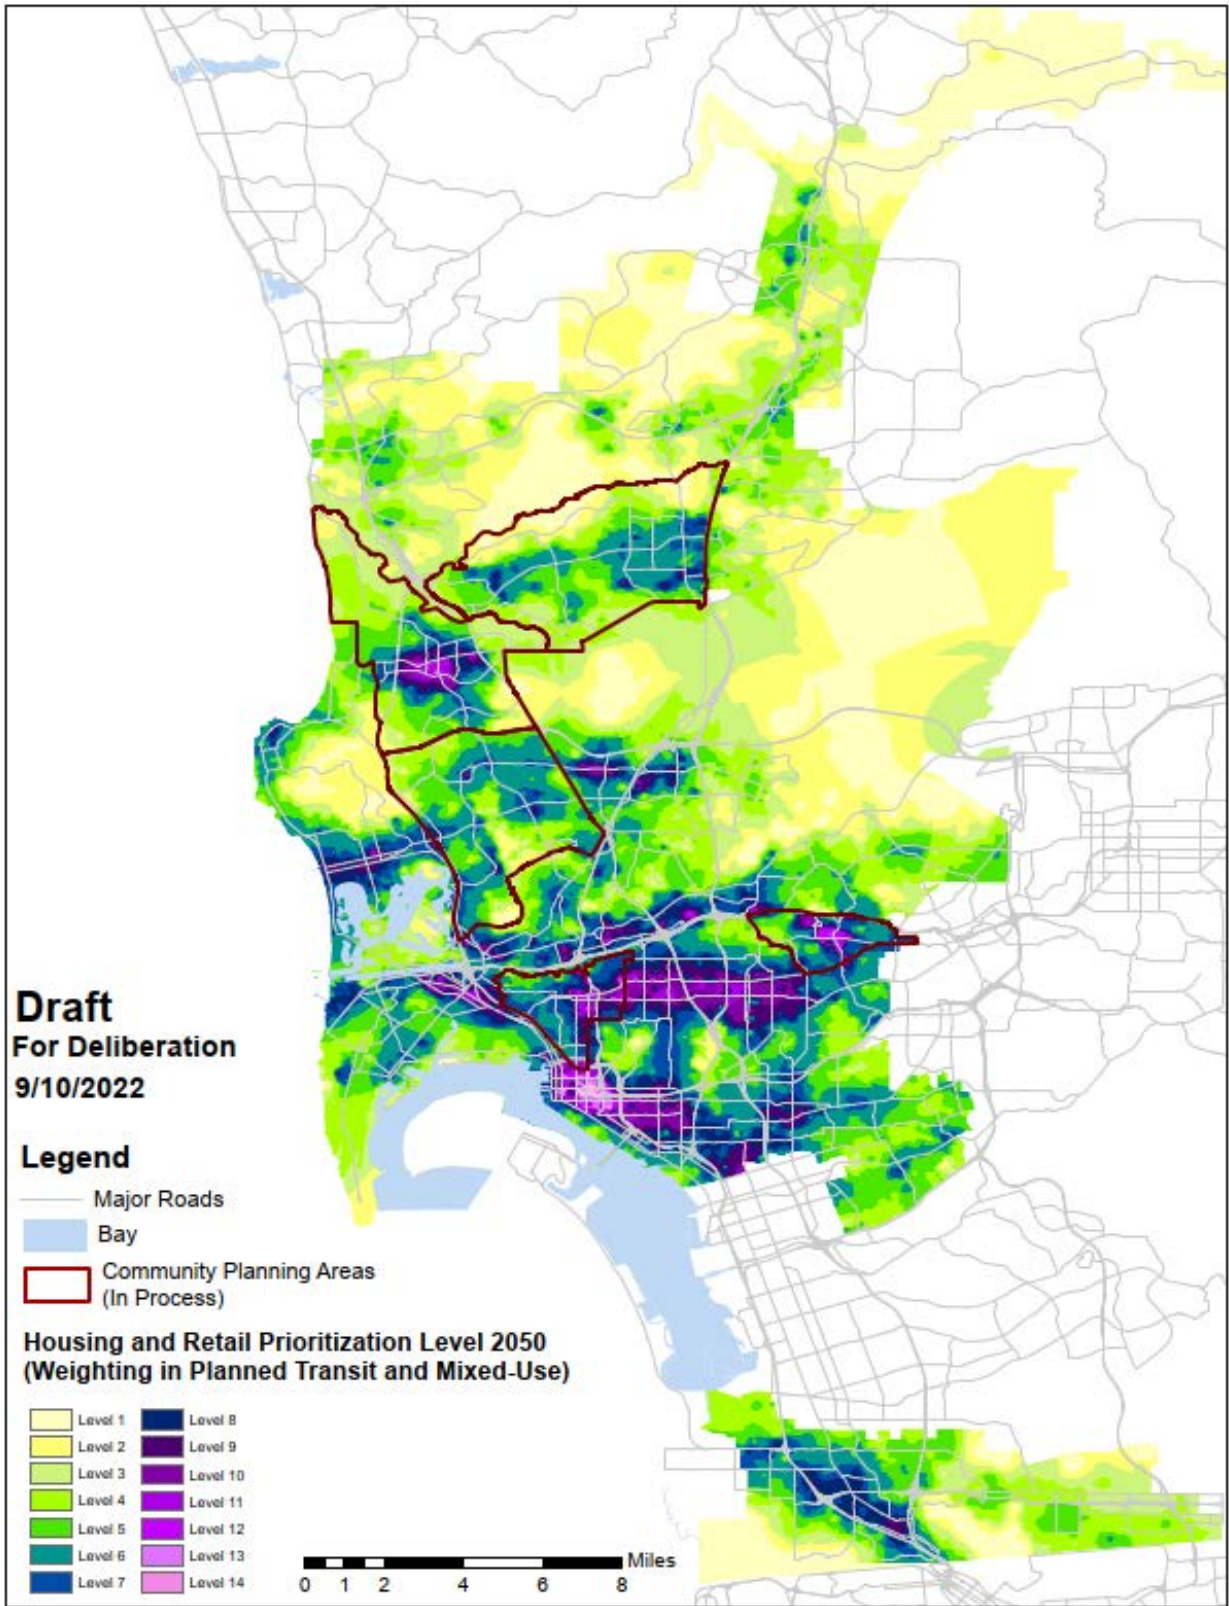 Draft
For Deliberation
9/10/2022
Legend
Major Roads
Bay
Community Planning Areas
(In Process)
Housing and Retail Prioritization Level 2050
(Weighting in Planned Transit and Mixed-Use)
Level 1 Level 8
Level 2 Level 9
Level 3 Level 10
Level 4 Level 11
Level 5 Level 12
Level 6 Level 13
Level 7 Level 14
Miles
0 1 2 4 6 8